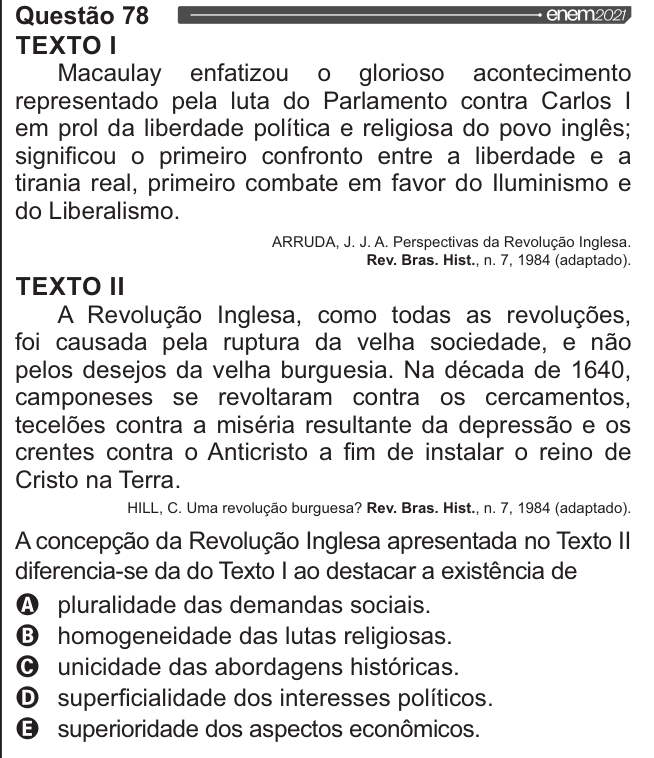 Questão 78 enem2021
TEXTO I
Macaulay enfatizou o glorioso acontecimento
representado pela luta do Parlamento contra Carlos I
em prol da liberdade política e religiosa do povo inglês;
significou o primeiro confronto entre a liberdade e a
tirania real, primeiro combate em favor do Iluminismo e
do Liberalismo.
ARRUDA, J. J. A. Perspectivas da Revolução Inglesa.
Rev. Bras. Hist., n. 7, 1984 (adaptado).
TEXTO II
A Revolução Inglesa, como todas as revoluções,
foi causada pela ruptura da velha sociedade, e não
pelos desejos da velha burguesia. Na década de 1640,
camponeses se revoltaram contra os cercamentos,
tecelões contra a miséria resultante da depressão e os
crentes contra o Anticristo a fim de instalar o reino de
Cristo na Terra.
HILL, C. Uma revolução burguesa? Rev. Bras. Hist., n. 7, 1984 (adaptado).
A concepção da Revolução Inglesa apresentada no Texto II
diferencia-se da do Texto I ao destacar a existência de
A pluralidade das demandas sociais.
B homogeneidade das lutas religiosas.
C unicidade das abordagens históricas.
D superficialidade dos interesses políticos.
E superioridade dos aspectos econômicos.